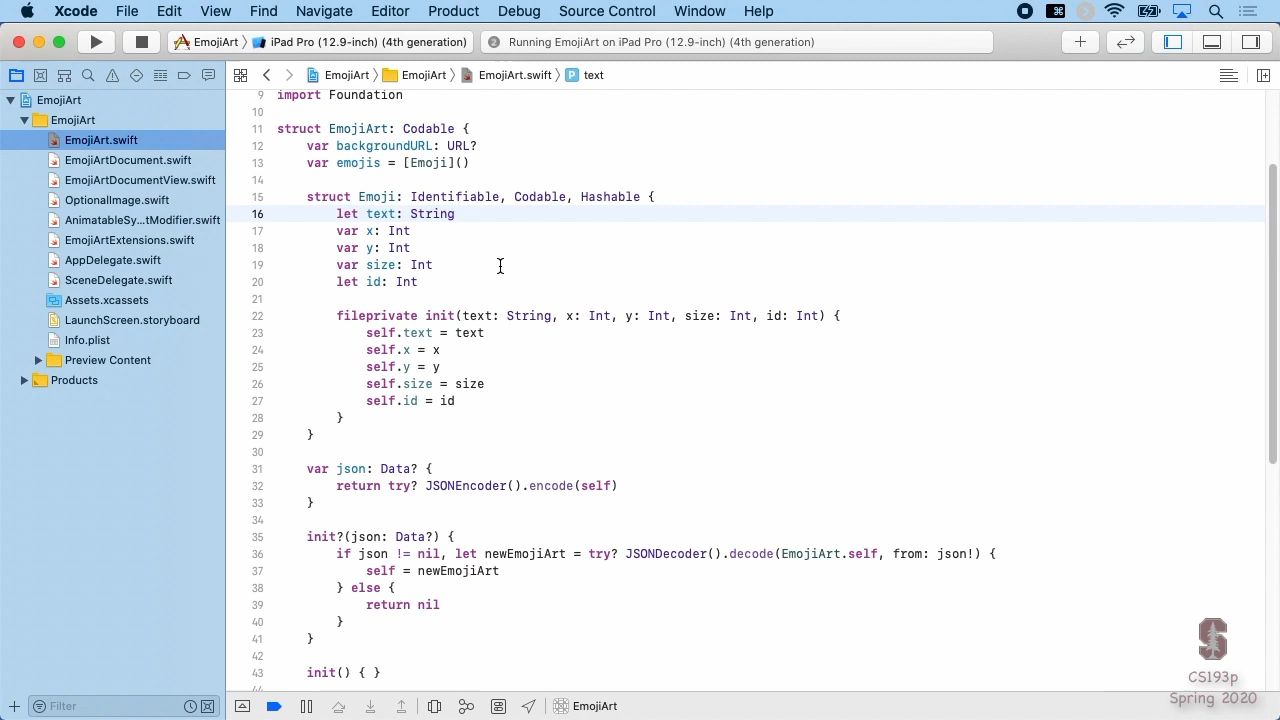 Xcode File Edit View Find Navigate Editor Product Debug Source Control Window Help
EmojiArt iPad Pro (12.9-inch) (4th generation) 2 Running EmojiArt on iPad Pro (12.9-inch) (4th generation)
EmojiArt EmojiArt EmojiArt.swift P text
EmojiArt
EmojiArt
EmojiArt.swift
EmojiArtDocument.swift
EmojiArtDocumentView.swift
OptionalImage.swift
AnimatableSy...tModifier.swift
EmojiArtExtensions.swift
AppDelegate.swift
SceneDelegate.swift
Assets.xcassets
LaunchScreen.storyboard
Info.plist
Preview Content
Products
Filter
9 import Foundation
10
11 struct EmojiArt: Codable {
12 var backgroundURL: URL?
13 var emojis = [Emoji]()
14
15 struct Emoji: Identifiable, Codable, Hashable {
16 let text: String
17 var x: Int
18 var y: Int
19 var size: Int
20 let id: Int
21
22 fileprivate init(text: String, x: Int, y: Int, size: Int, id: Int) {
23 self.text = text
24 self.x = x
25 self.y = y
26 self.size = size
27 self.id = id
28 }
29 }
30
31 var json: Data? {
32 return try? JSONEncoder().encode(self)
33 }
34
35 init?(json: Data?) {
36 if json != nil, let newEmojiArt = try? JSONDecoder().decode(EmojiArt.self, from: json!) {
37 self = newEmojiArt
38 } else {
39 return nil
40 }
41 }
42
43 init() { }
44
EmojiArt
S
CS193p
Spring 2020